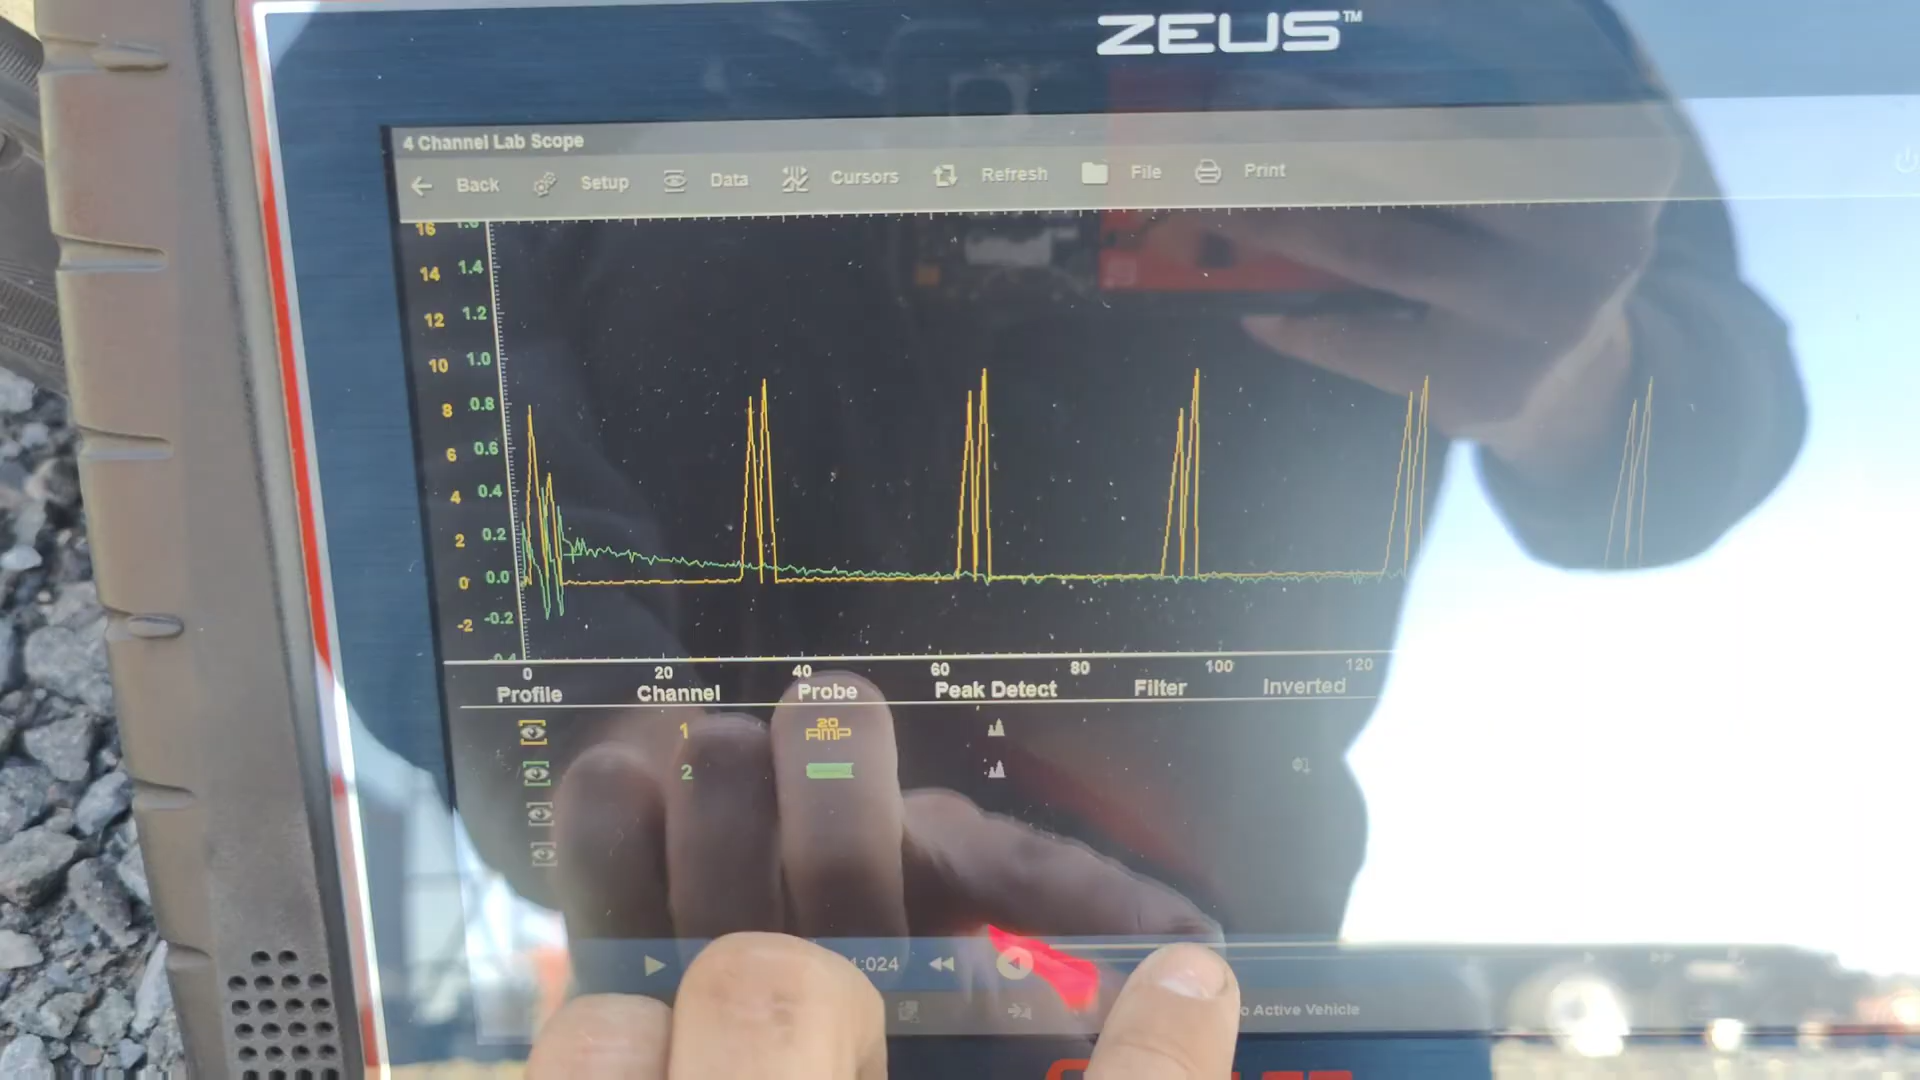 ZEUS™
4 Channel Lab Scope
Back Setup Data Cursors Refresh File Print
16
14 1.4
12 1.2
10 1.0
8 0.8
6 0.6
4 0.4
2 0.2
0 0.0
-2 -0.2
0 20 40 60 80 100 120
Profile Channel Probe Peak Detect Filter Inverted
1 20 AMP
2
:024
Active Vehicle